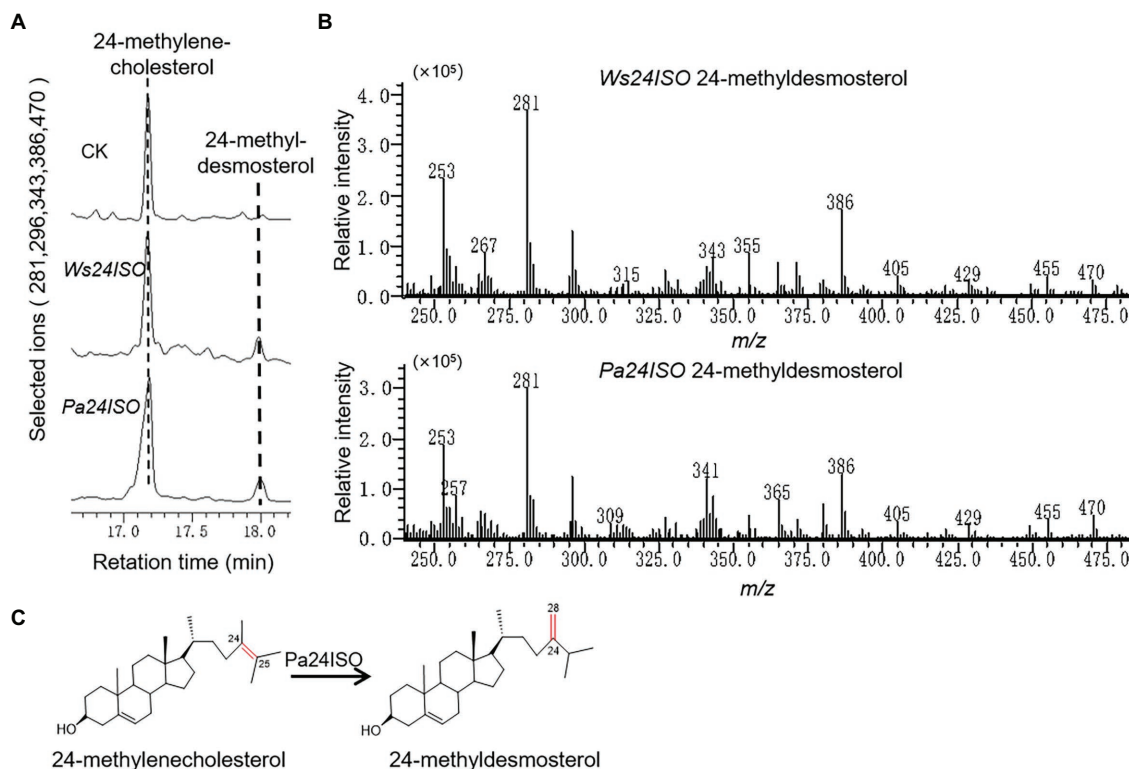 A
24-methylene-
cholesterol
24-methyl-
desmosterol
CK
Ws24ISO
Pa24ISO
Selected ions ( 281,296,343,386,470)
17.0 17.5 18.0
Retation time (min)
B
(×10⁵)
Ws24ISO 24-methyldesmosterol
Relative intensity
4.0
3.0
2.0
1.0
0.0
253
267
281
315
343
355
386
405
429
455
470
250.0 275.0 300.0 325.0 350.0 375.0 400.0 425.0 450.0 475.0
m/z
(×10⁵)
Pa24ISO 24-methyldesmosterol
Relative intensity
3.0
2.0
1.0
0.0
253
257
281
309
341
365
386
405
429
455
470
250.0 275.0 300.0 325.0 350.0 375.0 400.0 425.0 450.0 475.0
m/z
C
24
25
HO
24-methylenecholesterol
Pa24ISO
28
24
HO
24-methyldesmosterol